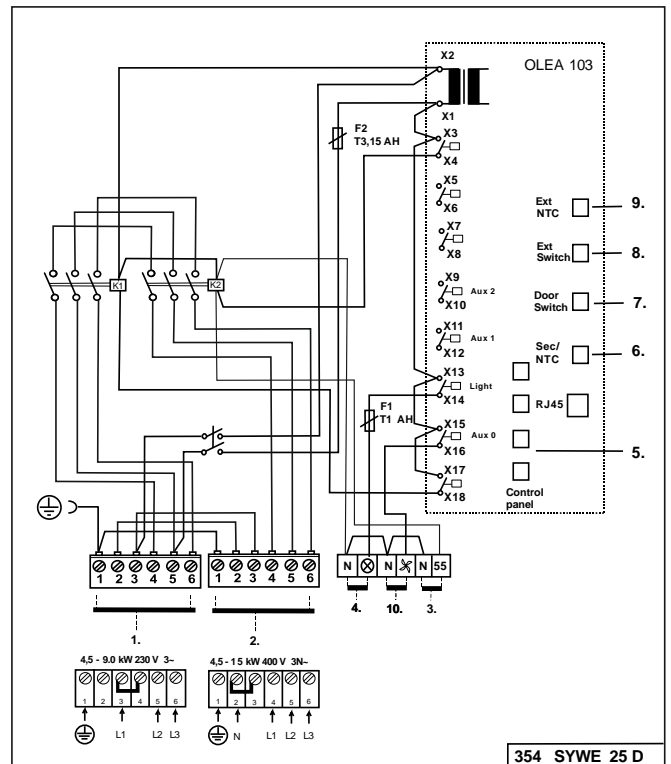 X2
OLEA 103
X1
F2
T3,15 AH
X3
X4
X5
X6
Ext
NTC
9.
X7
X8
Ext
Switch
8.
K1
K2
X9
Aux 2
X10
Door
Switch
7.
X11
Aux 1
X12
Sec/
NTC
6.
X13
Light
X14
F1
T1 AH
RJ45
X15
Aux 0
X16
5.
X17
X18
Control
panel
1 2 3 4 5 6
1 2 3 4 5 6
N N N 55
4. 10. 3.
1. 2.
4,5 - 9.0 kW 230 V 3~
4,5 - 15 kW 400 V 3N~
1 2 3 4 5 6
1 2 3 4 5 6
L1 L2 L3
N L1 L2 L3
354 SYWE 25 D